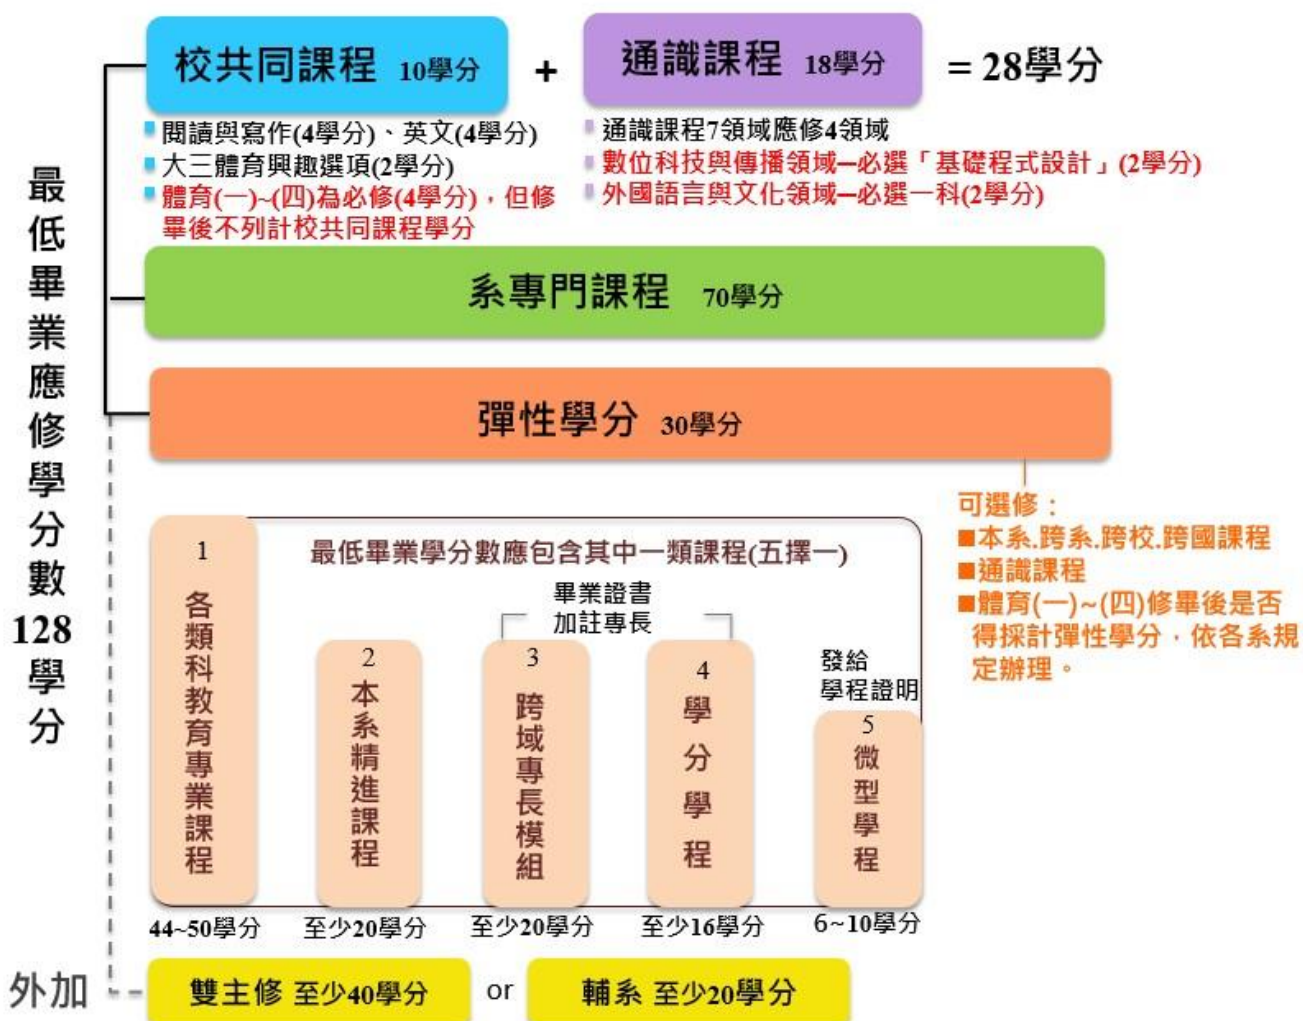 校共同課程 10學分 + 通識課程 18學分 = 28學分
■閱讀與寫作(4學分)、英文(4學分)
■大三體育興趣選項(2學分)
■體育(一)~(四)為必修(4學分),但修
畢後不列計校共同課程學分
■通識課程7領域應修4領域
■數位科技與傳播領域—必選「基礎程式設計」(2學分)
■外國語言與文化領域—必選一科(2學分)
最低畢業應修學分數128學分
系專門課程 70學分
彈性學分 30學分
可選修:
■本系.跨系.跨校.跨國課程
■通識課程
■體育(一)~(四)修畢後是否
得採計彈性學分,依各系規
定辦理。
最低畢業學分數應包含其中一類課程(五擇一)
畢業證書
加註專長
發給
學程證明
1
各類科教育專業課程
44~50學分
2
本系精進課程
至少20學分
3
跨域專長模組
至少20學分
4
學分學程
至少16學分
5
微型學程
6~10學分
外加
雙主修 至少40學分 or 輔系 至少20學分